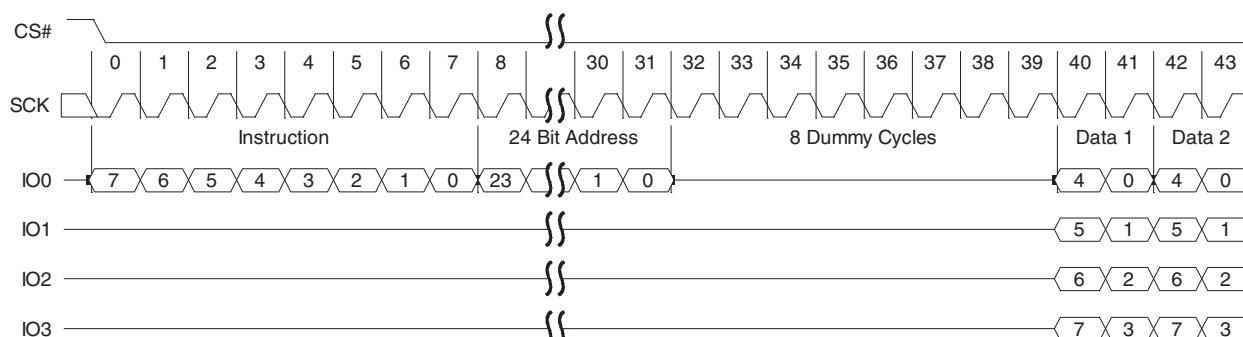 CS#
0 1 2 3 4 5 6 7 8 30 31 32 33 34 35 36 37 38 39 40 41 42 43
SCK
Instruction 24 Bit Address 8 Dummy Cycles Data 1 Data 2
IO0 7 6 5 4 3 2 1 0 23 1 0 4 0 4 0
IO1 5 1 5 1
IO2 6 2 6 2
IO3 7 3 7 3